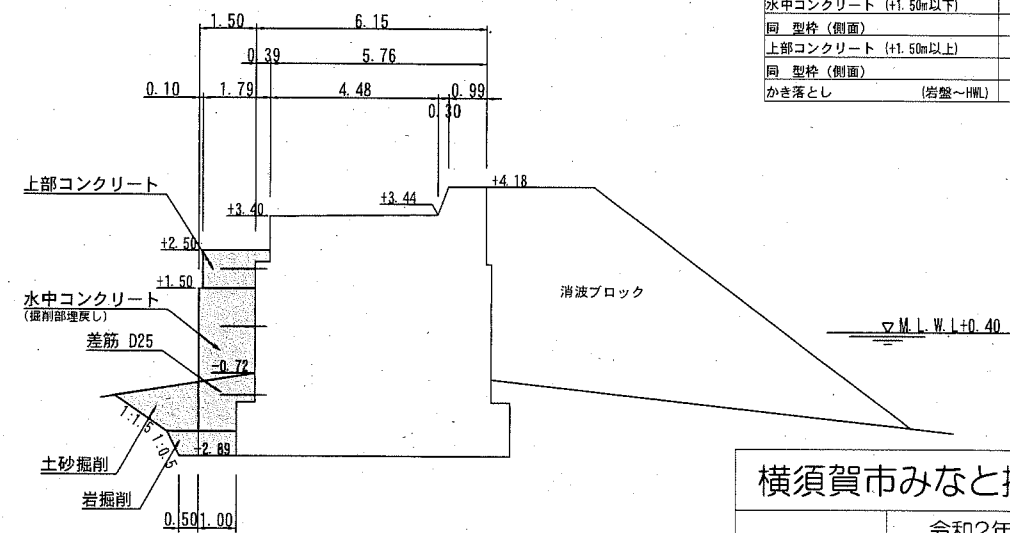 水中コンクリート (+1.50m以下)
同 型枠 (側面)
上部コンクリート (+1.50m以上)
同 型枠 (側面)
かき落とし (岩盤~HWL)
1.50 6.15
0.39 5.76
0.10 1.79 4.48 0.99
0.30
上部コンクリート
+4.18
+3.44
+3.40
+2.50
+1.50
水中コンクリート
(掘削部埋戻し)
消波ブロック
差筋 D25
M.L.W.L+0.40
-0.72
1:1.5
1:0.5
+2.89
土砂掘削
岩掘削
0.50 1.00
横須賀市みなと
令和2年